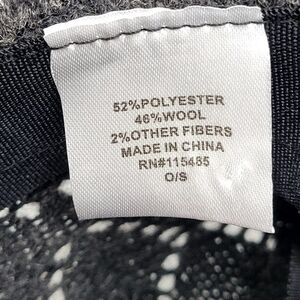 52%POLYESTER
46%WOOL
2%OTHER FIBERS
MADE IN CHINA
RN#115485
O/S